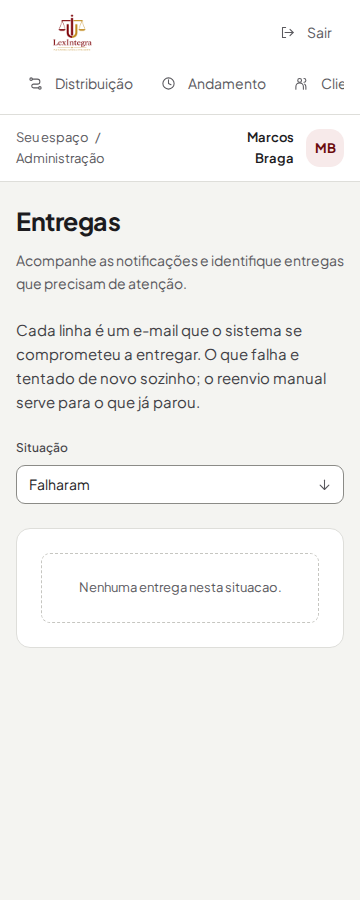 LexIntegra
Sair
Distribuição
Andamento
Clie
Seu espaço /
Administração
Marcos
Braga
MB
Entregas
Acompanhe as notificações e identifique entregas
que precisam de atenção.
Cada linha é um e-mail que o sistema se
comprometeu a entregar. O que falha e
tentado de novo sozinho; o reenvio manual
serve para o que já parou.
Situação
Falharam
Nenhuma entrega nesta situacao.